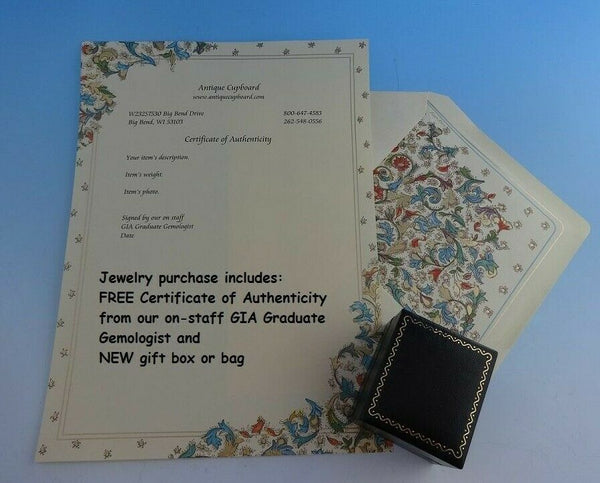 Antique Cupboard
www.antiquecupboard.com
W232S7530 Big Bend Drive 800-647-4583
Big Bend, WI 53103 262-548-0556
Certificate of Authenticity
Your item's description.
Item's weight.
Item's photo.
Signed by our on staff
GIA Graduate Gemologist
Date
Jewelry purchase includes:
FREE Certificate of Authenticity
from our on-staff GIA Graduate
Gemologist and
NEW gift box or bag